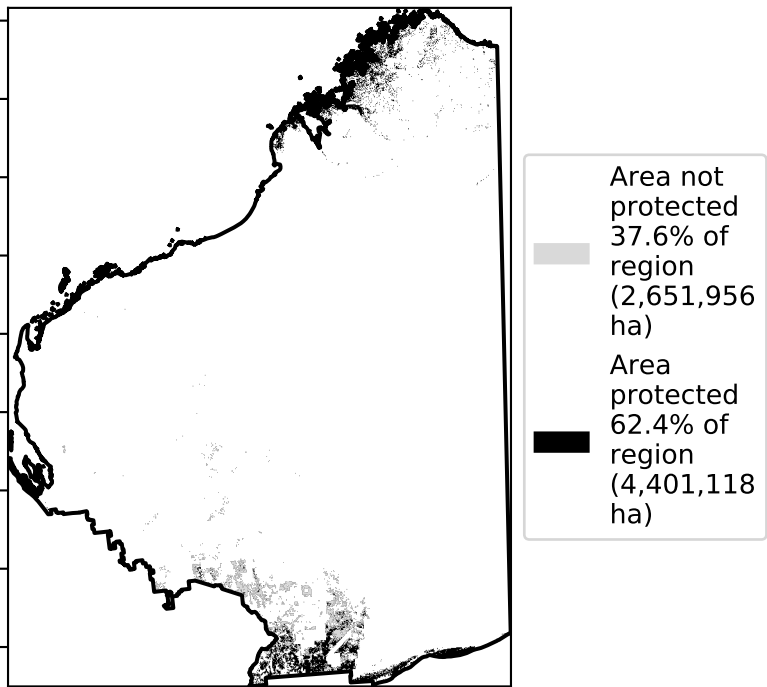 Area not
protected
37.6% of
region
(2,651,956
ha)
Area
protected
62.4% of
region
(4,401,118
ha)